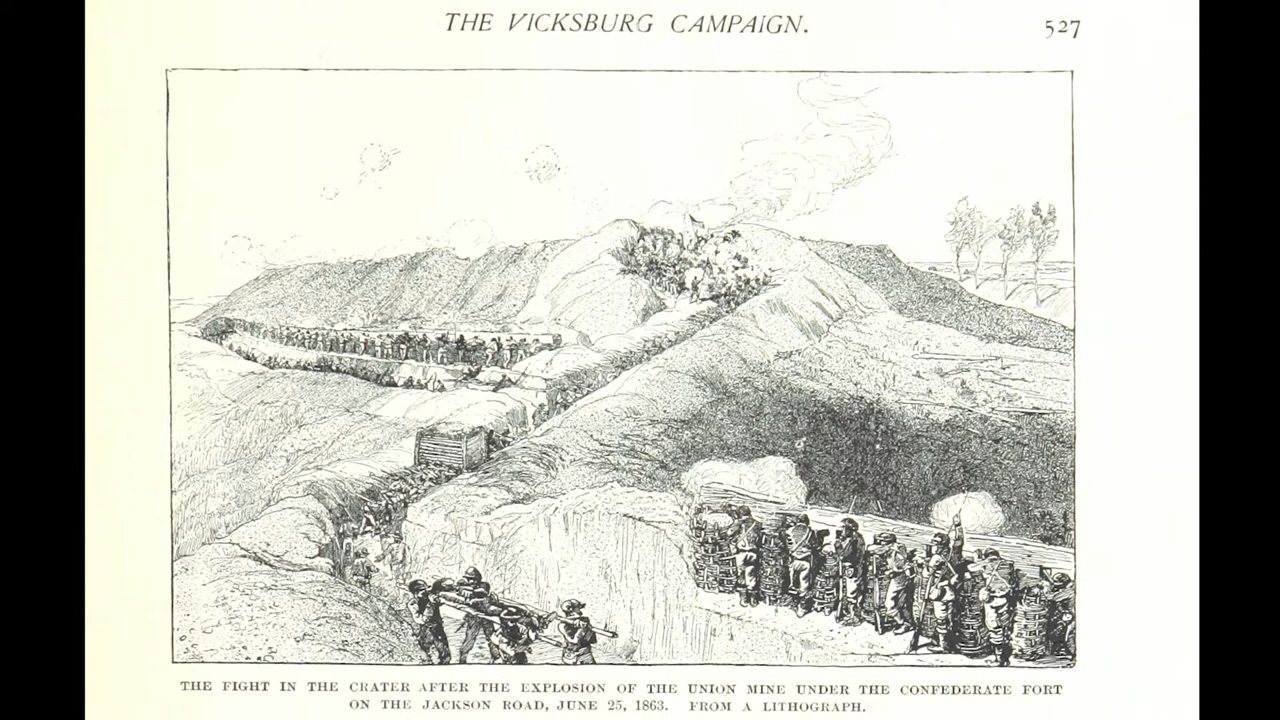 THE VICKSBURG CAMPAIGN. 527
THE FIGHT IN THE CRATER AFTER THE EXPLOSION OF THE UNION MINE UNDER THE CONFEDERATE FORT
ON THE JACKSON ROAD, JUNE 25, 1863. FROM A LITHOGRAPH.